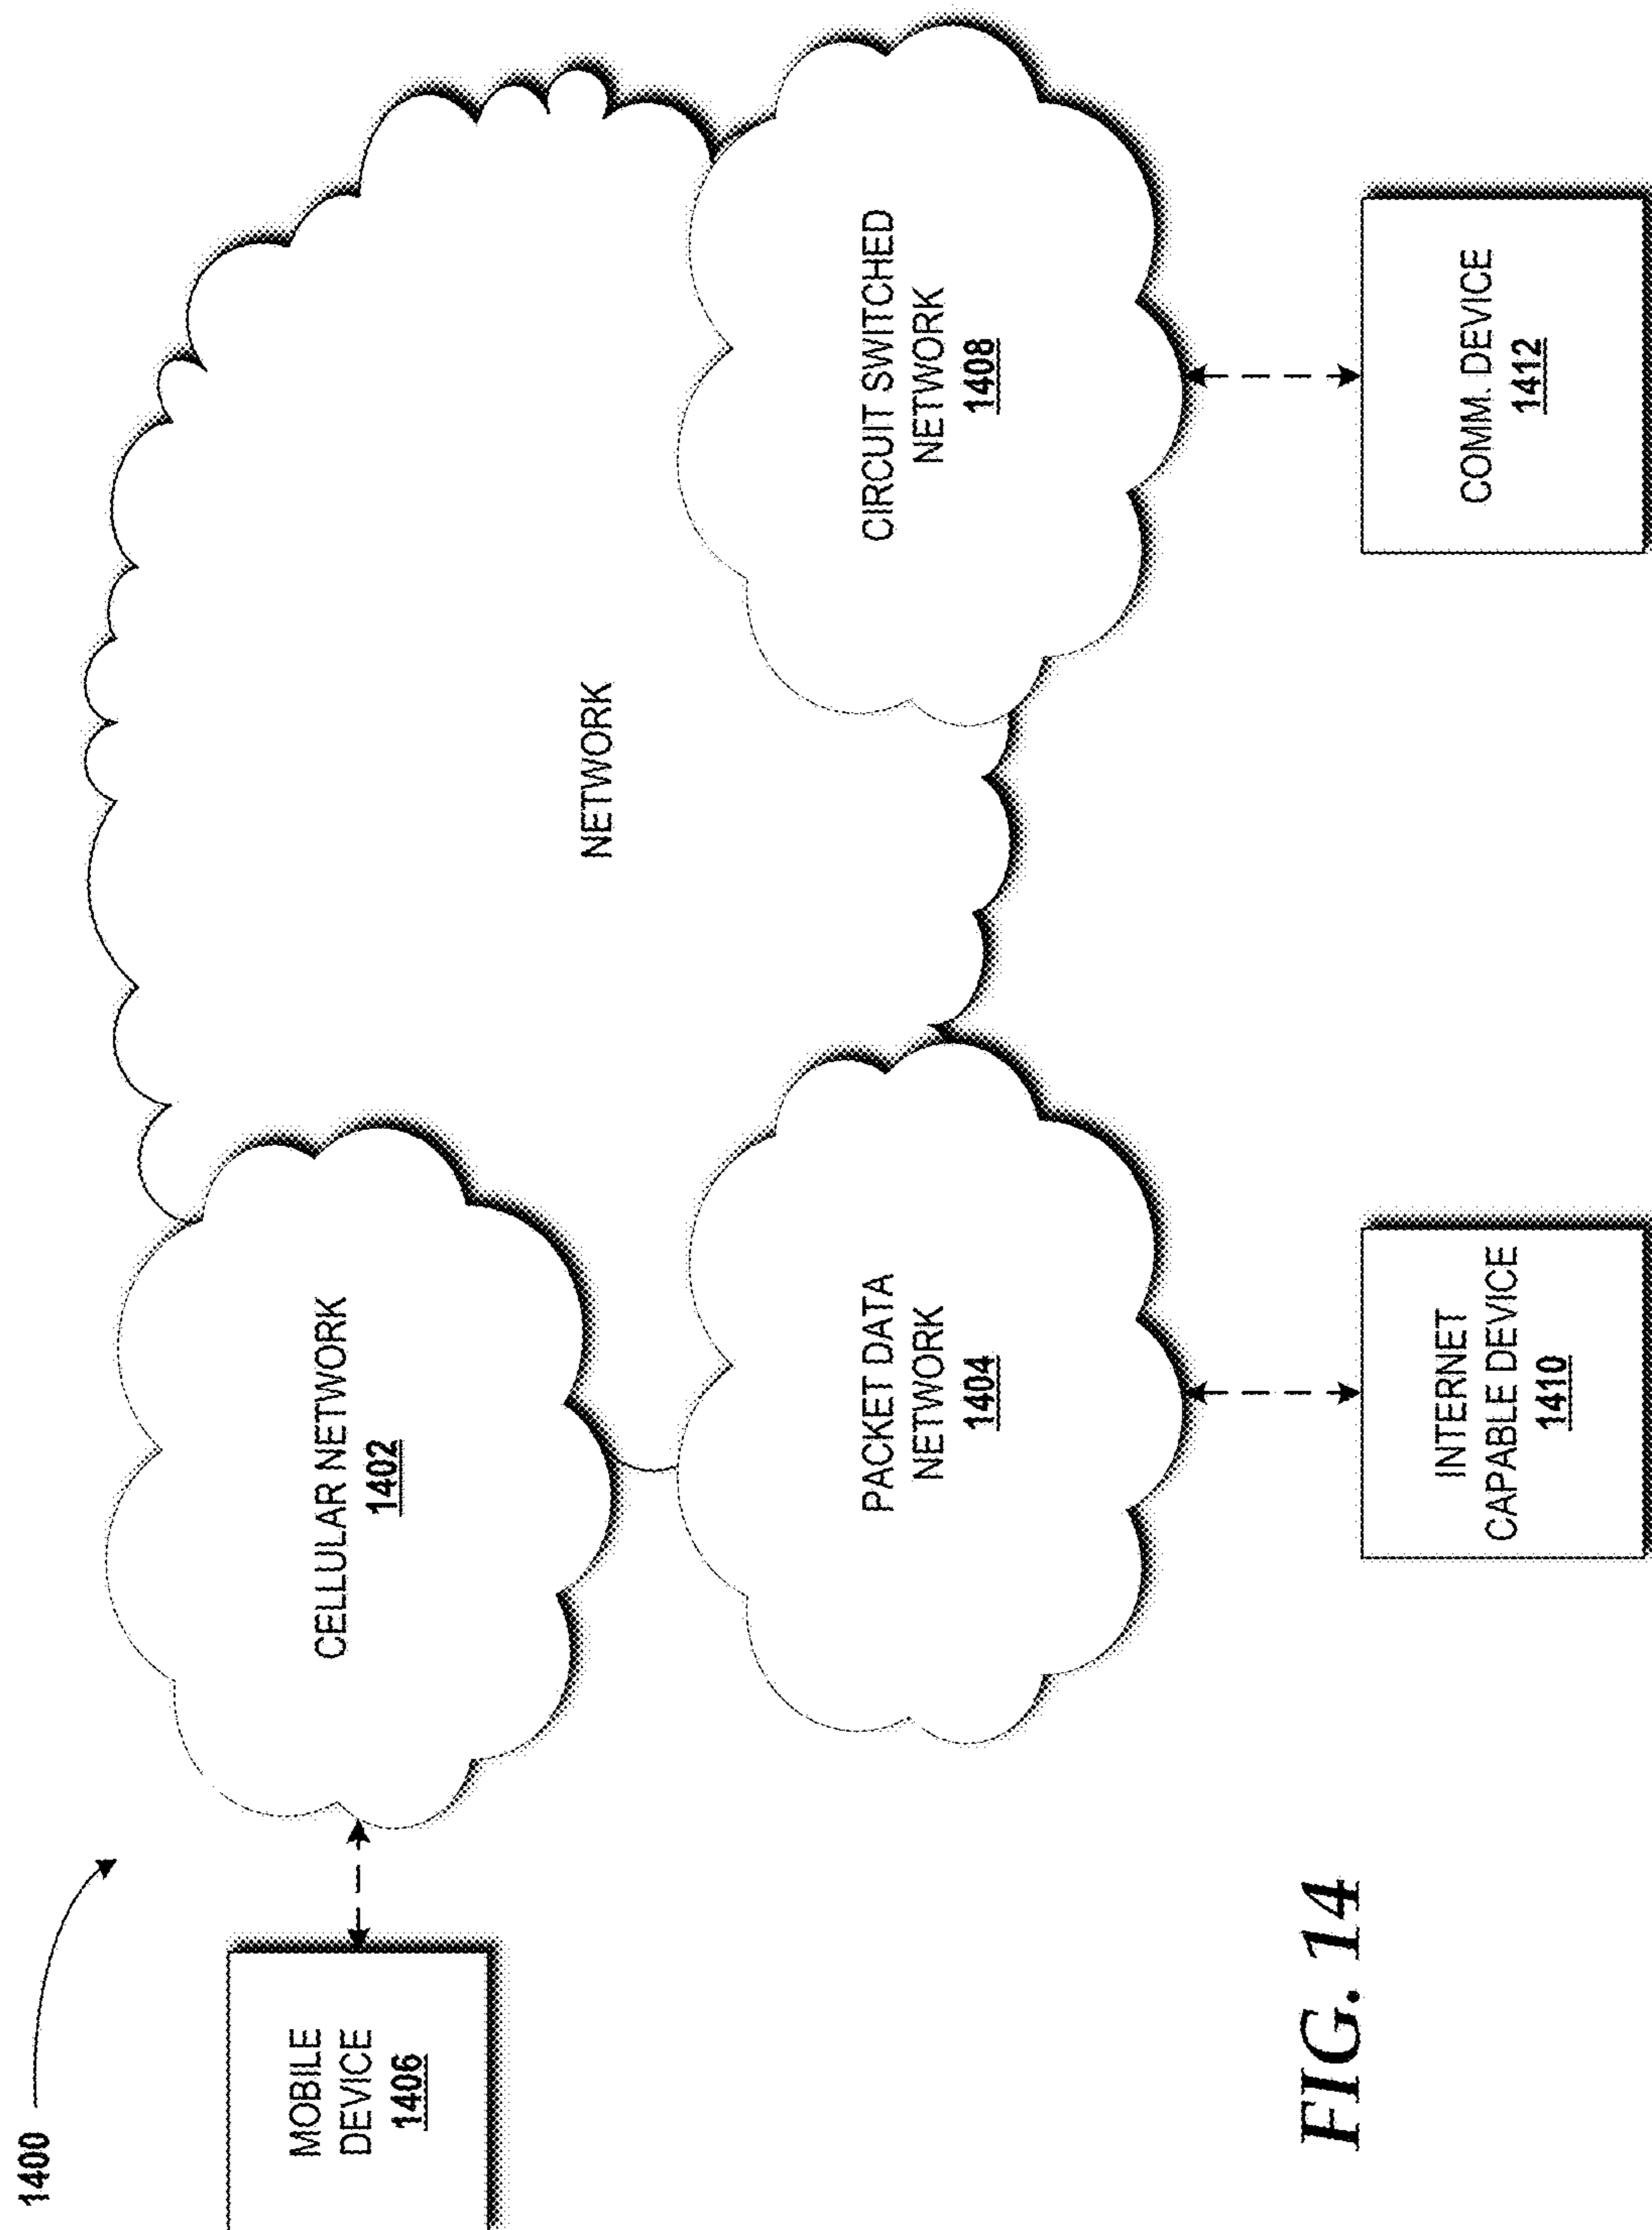 1400
MOBILE
DEVICE
1406
CELLULAR NETWORK
1402
NETWORK
PACKET DATA
NETWORK
1404
CIRCUIT SWITCHED
NETWORK
1408
INTERNET
CAPABLE DEVICE
1410
COMM. DEVICE
1412
FIG. 14